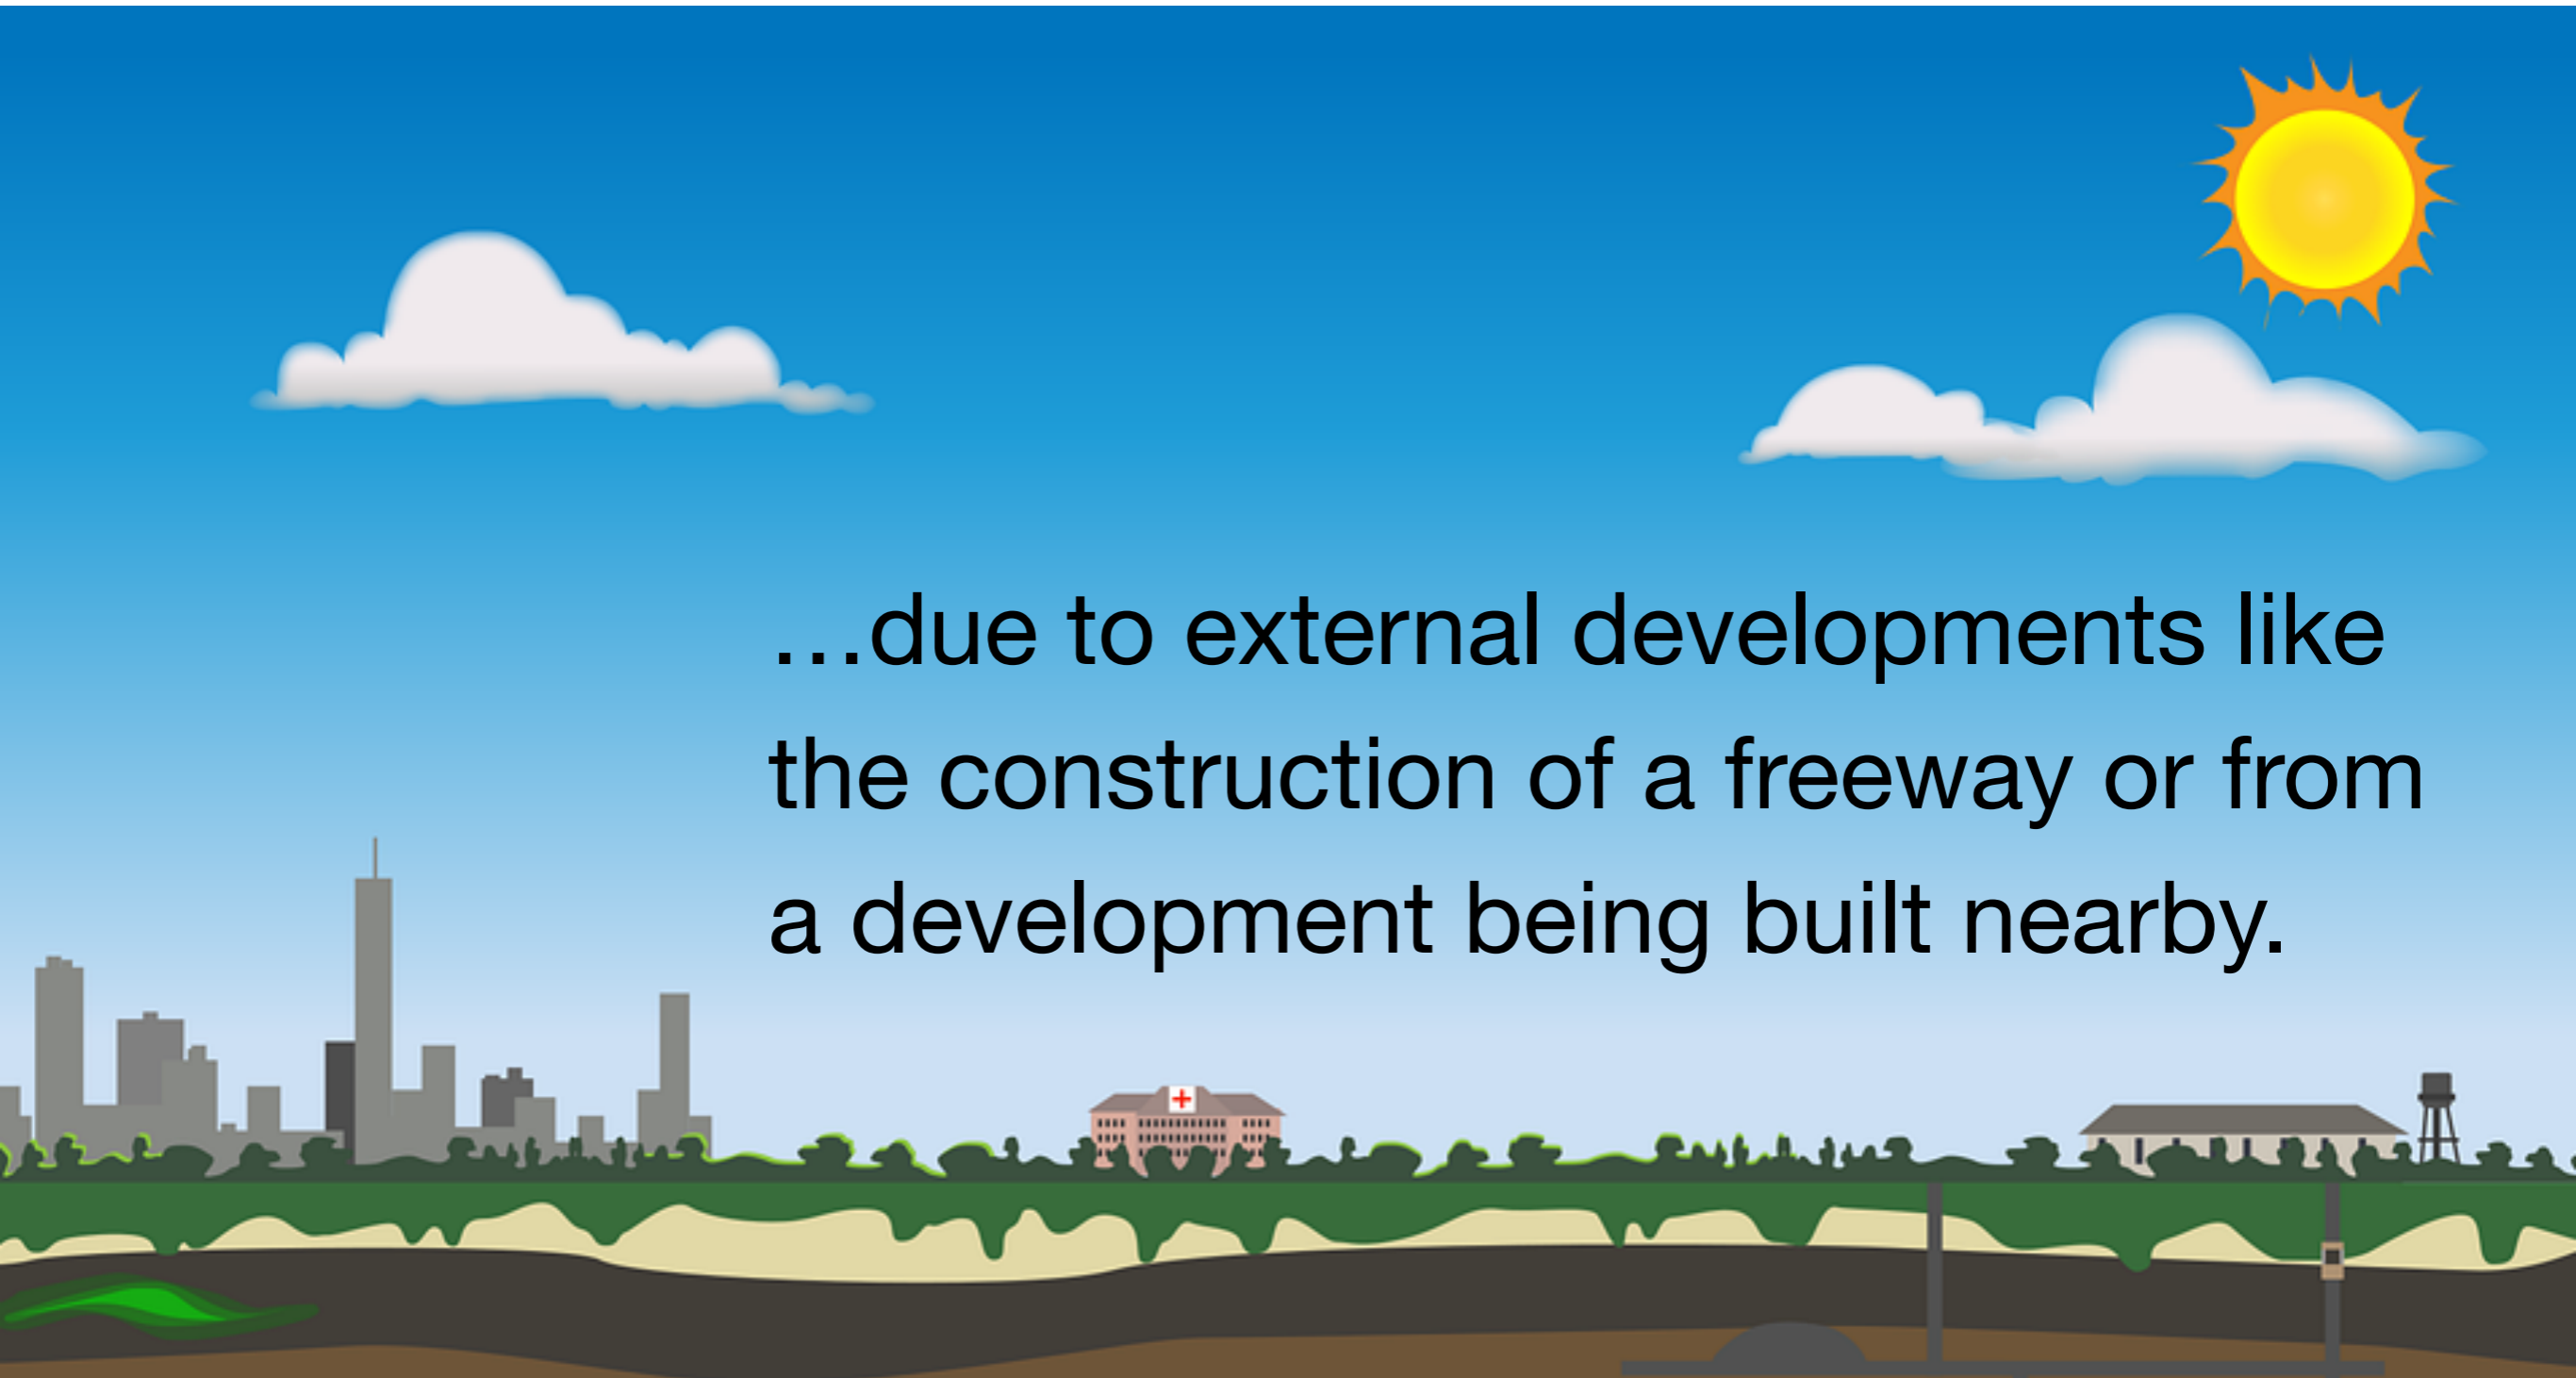 …due to external developments like
the construction of a freeway or from
a development being built nearby.